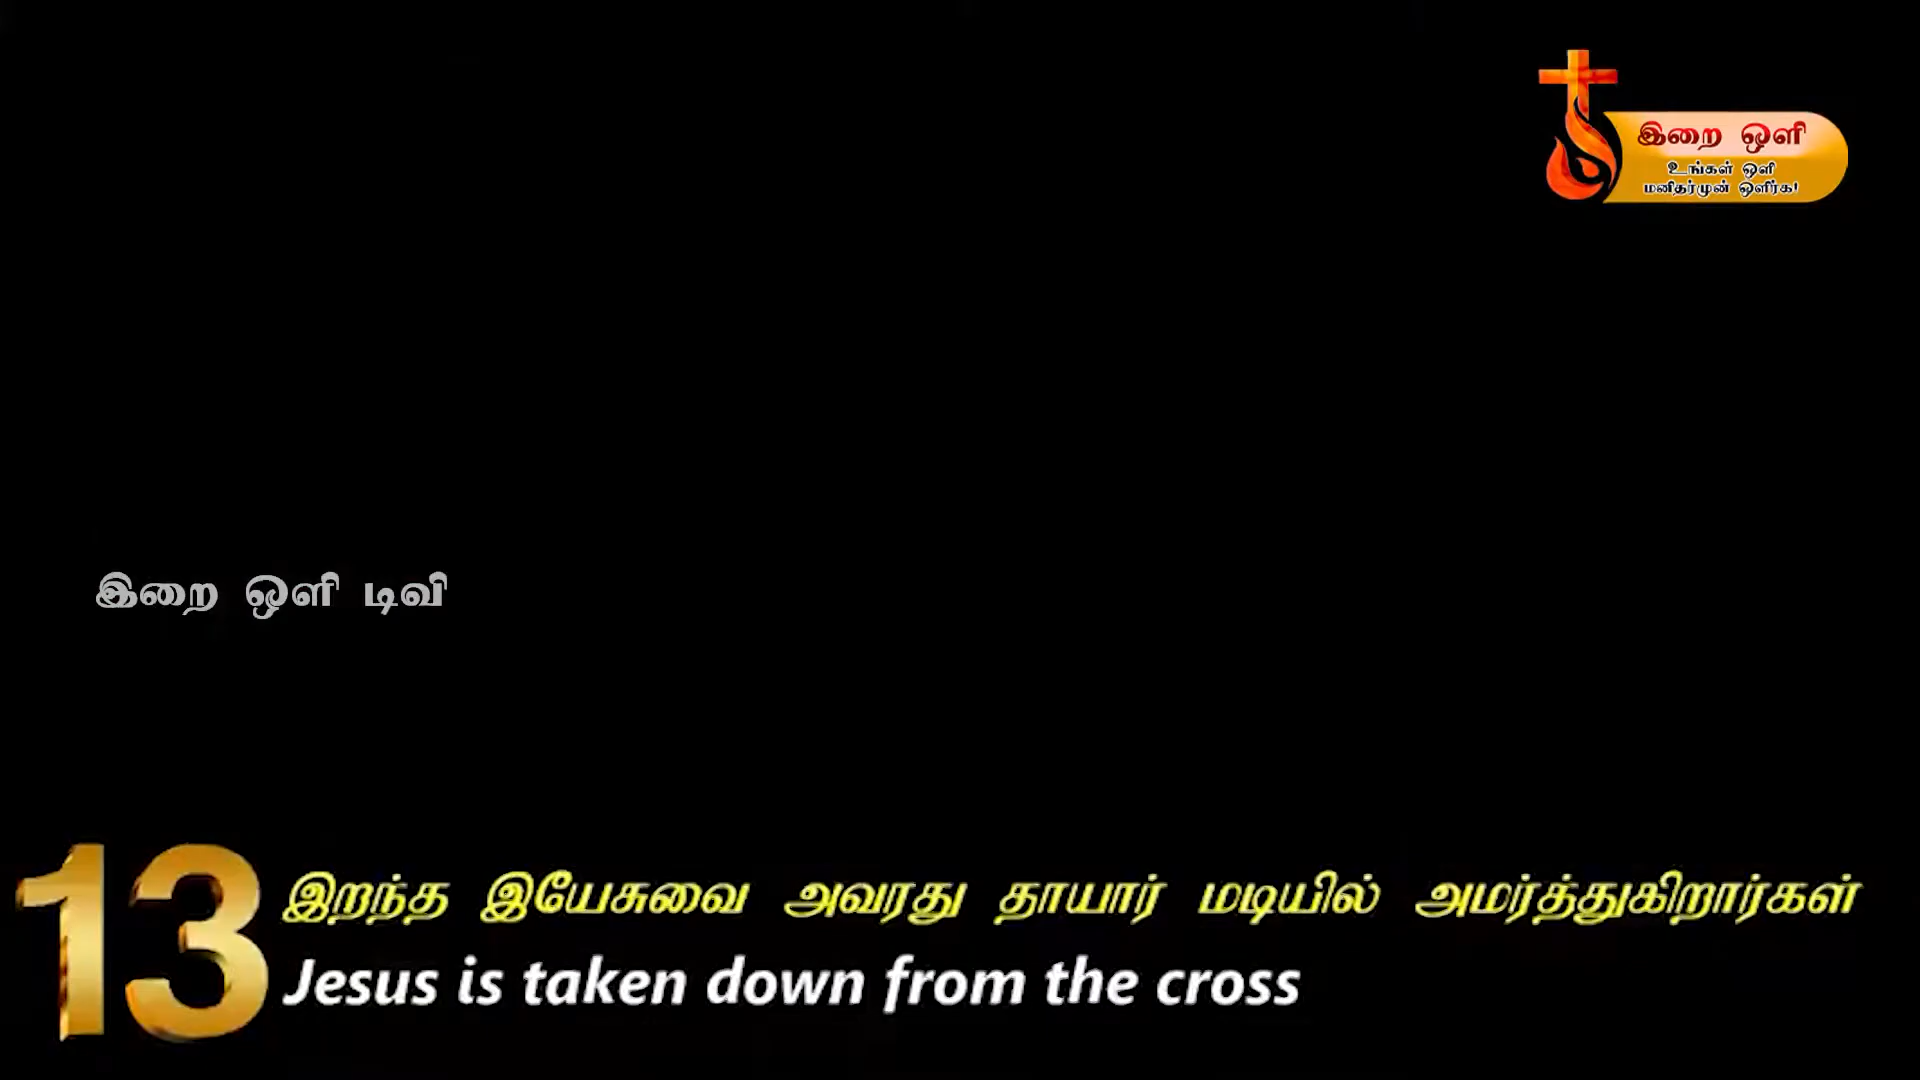 இறை ஒளி
உங்கள் ஒளி
மனிதர்முன் ஒளிர்க!
இறை ஒளி டிவி
13
இறந்த இயேசுவை அவரது தாயார் மடியில் அமர்த்துகிறார்கள்
Jesus is taken down from the cross